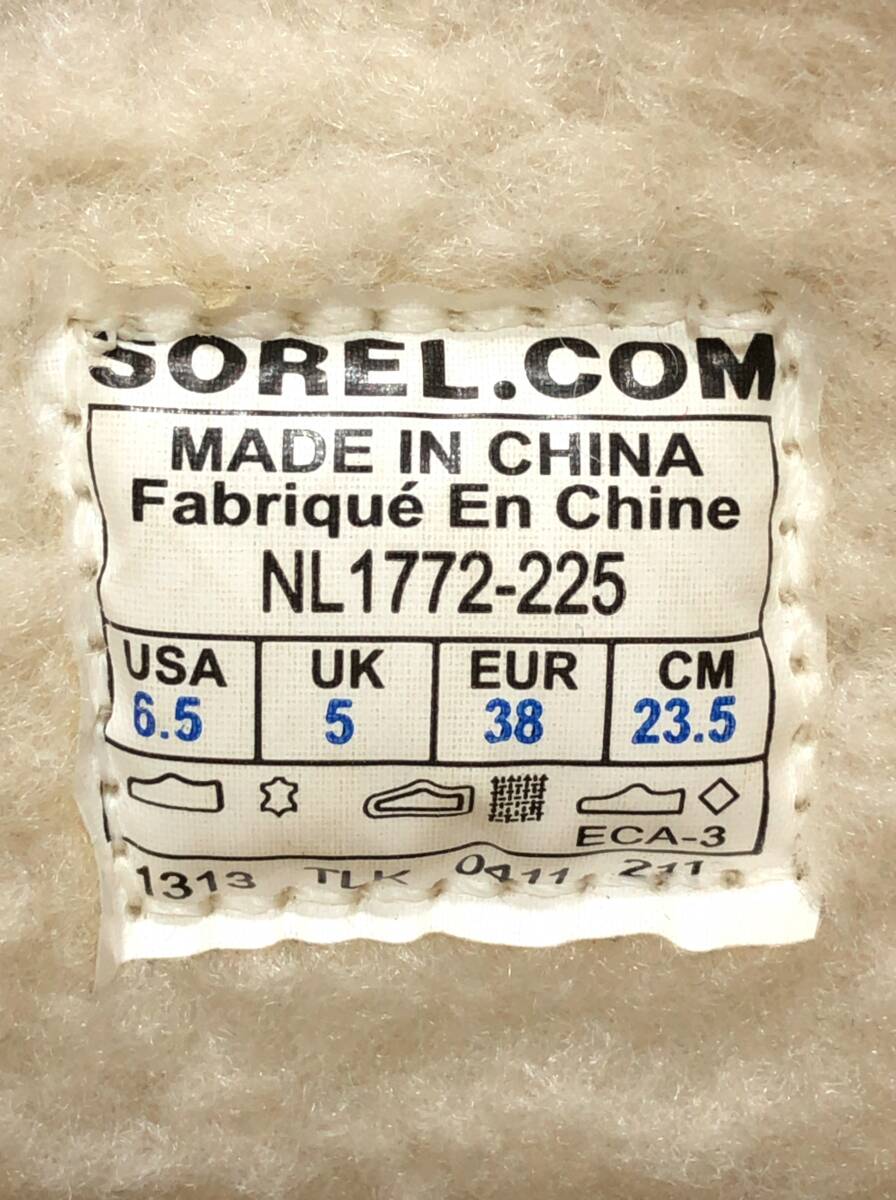 SOREL.COM
MADE IN CHINA
Fabriqué En Chine
NL1772-225
USA UK EUR CM
6.5 5 38 23.5
ECA-3
1313 TLK 0411 211